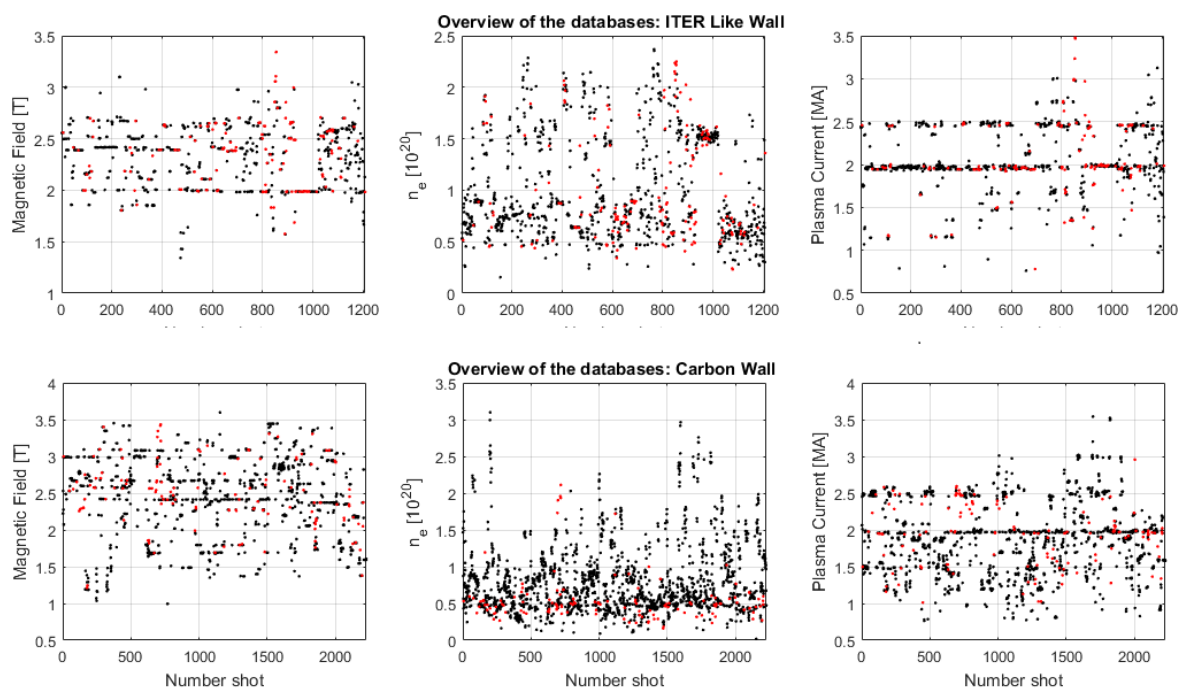 Overview of the databases: ITER Like Wall
Magnetic Field [T]
3.5
3
2.5
2
1.5
1
0 200 400 600 800 1000 1200
n_e [10^20]
2.5
2
1.5
1
0.5
0
0 200 400 600 800 1000 1200
Number shot
Plasma Current [MA]
3.5
3
2.5
2
1.5
1
0.5
0 200 400 600 800 1000 1200
Overview of the databases: Carbon Wall
Magnetic Field [T]
4
3.5
3
2.5
2
1.5
1
0.5
0 500 1000 1500 2000
Number shot
n_e [10^20]
3.5
3
2.5
2
1.5
1
0.5
0
0 500 1000 1500 2000
Number shot
Plasma Current [MA]
4
3.5
3
2.5
2
1.5
1
0.5
0 500 1000 1500 2000
Number shot